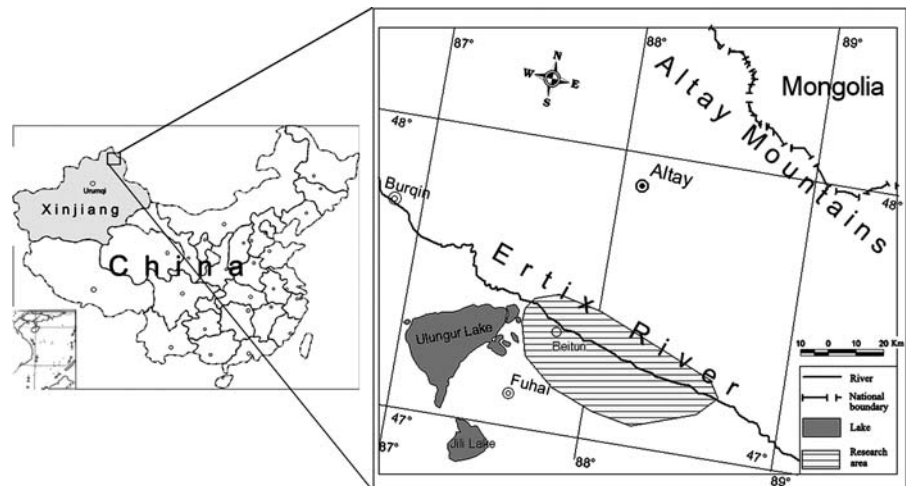 Urumqi
Xinjiang
China
87°
88°
89°
N
W E
S
Altay Mountains
Mongolia
48°
48°
Burqin
Altay
Ertix River
Ulungur Lake
Beitun
Fuhai
10 0 10 20 Km
River
National boundary
Lake
Research area
47°
87°
Jili Lake
88°
47°
89°